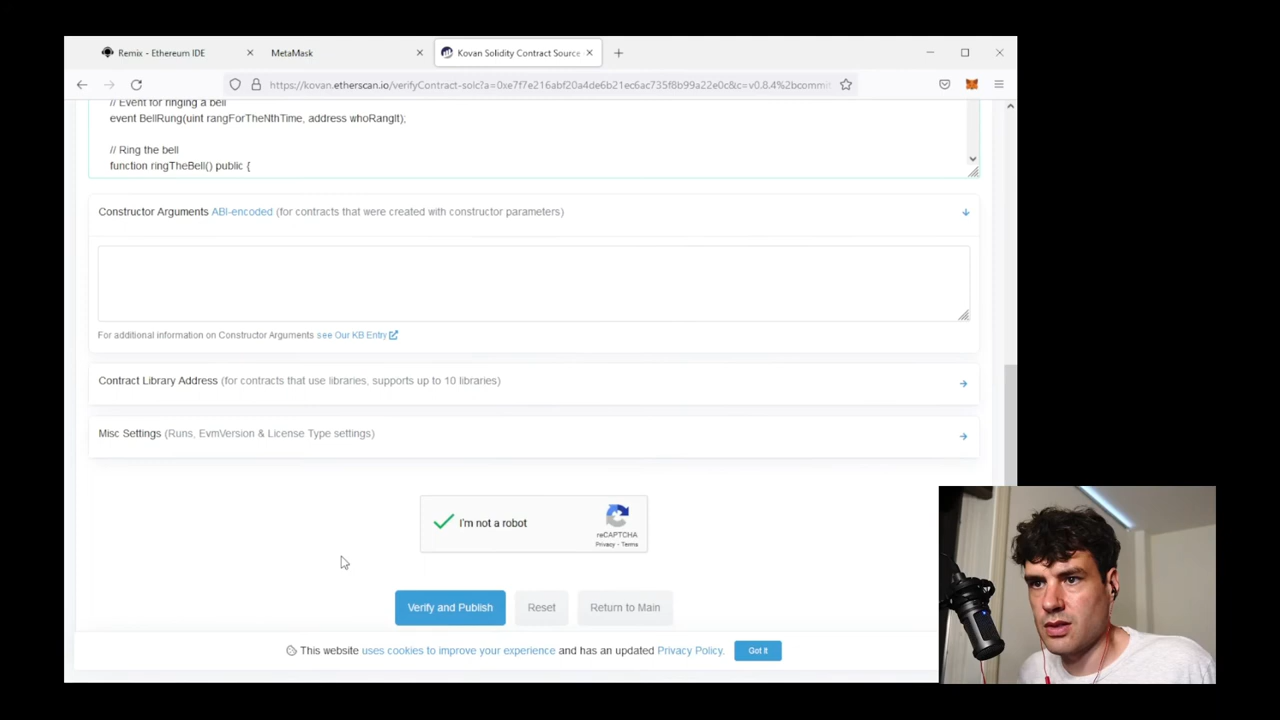 Remix - Ethereum IDE
MetaMask
Kovan Solidity Contract Source
https://kovan.etherscan.io/verifyContract-solc?a=0xe7f7e216abf20a4de6b21ec6ac735f8b99a22e0c&c=v0.8.4%2bcommit
// Event for ringing a bell
event BellRung(uint rangForTheNthTime, address whoRangIt);
// Ring the bell
function ringTheBell() public {
Constructor Arguments ABI-encoded (for contracts that were created with constructor parameters)
For additional information on Constructor Arguments see Our KB Entry
Contract Library Address (for contracts that use libraries, supports up to 10 libraries)
Misc Settings (Runs, EvmVersion & License Type settings)
I'm not a robot
reCAPTCHA
Privacy - Terms
Verify and Publish
Reset
Return to Main
This website uses cookies to improve your experience and has an updated Privacy Policy.
Got it